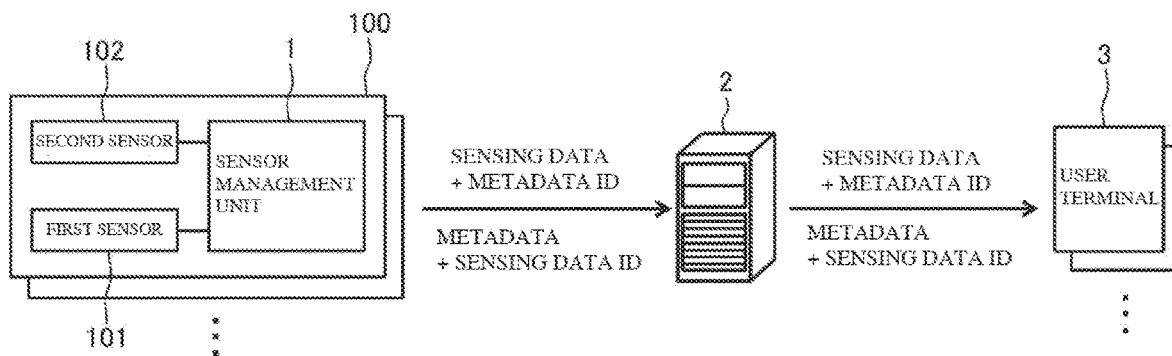 102
1
100
2
3
SECOND SENSOR
SENSOR
MANAGEMENT
UNIT
FIRST SENSOR
101
SENSING DATA
+ METADATA ID
METADATA
+ SENSING DATA ID
SENSING DATA
+ METADATA ID
METADATA
+ SENSING DATA ID
USER
TERMINAL